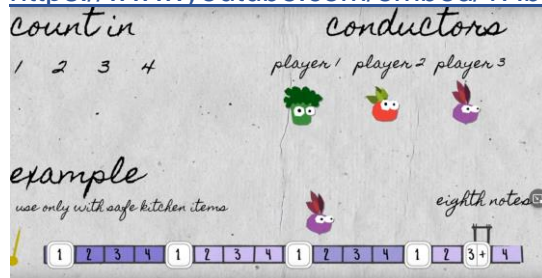 count in
conductors
1 2 3 4
player 1 player 2 player 3
example
use only with safe kitchen items
eighth notes
1 2 3 4 1 2 3 4 1 2 3 4 1 2 3+ 4